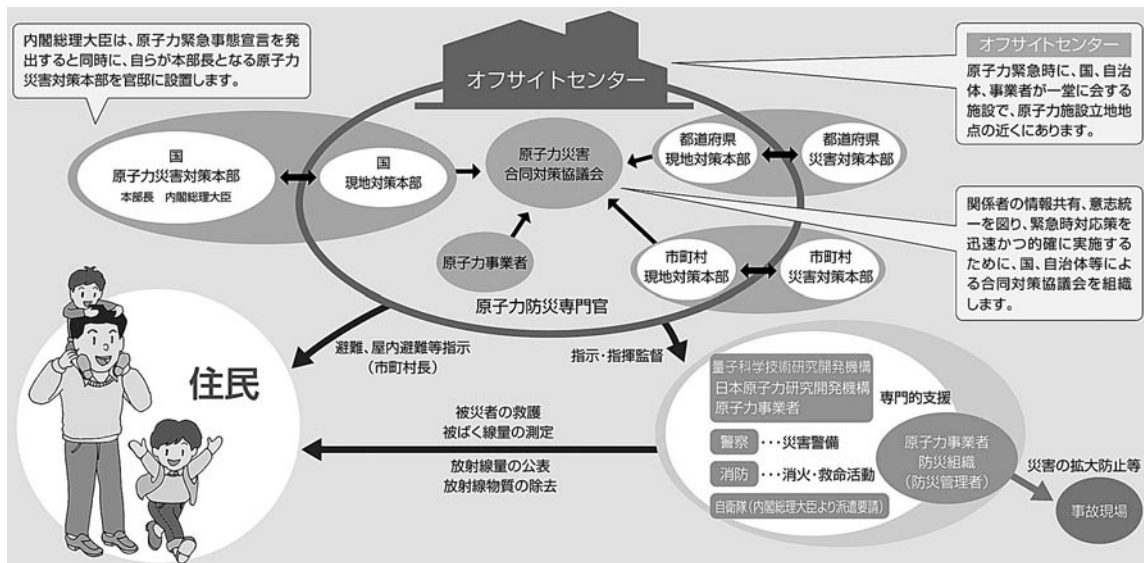 内閣総理大臣は、原子力緊急事態宣言を発
出すると同時に、自らが本部長となる原子力
災害対策本部を官邸に設置します。
オフサイトセンター
オフサイトセンター
原子力緊急時に、国、自治
体、事業者が一堂に会する
施設で、原子力施設立地地
点の近くにあります。
国
原子力災害対策本部
本部長 内閣総理大臣
国
現地対策本部
原子力災害
合同対策協議会
都道府県
現地対策本部
都道府県
災害対策本部
原子力事業者
市町村
現地対策本部
市町村
災害対策本部
関係者の情報共有、意志統
一を図り、緊急時対応策を
迅速かつ的確に実施する
ために、国、自治体等によ
る合同対策協議会を組織
します。
原子力防災専門官
避難、屋内避難等指示
(市町村長)
指示・指揮監督
住民
被災者の救護
被ばく線量の測定
放射線量の公表
放射線物質の除去
量子科学技術研究開発機構
日本原子力研究開発機構
原子力事業者
専門的支援
警察 ・・・災害警備
消防 ・・・消火・救命活動
自衛隊(内閣総理大臣より派遣要請)
原子力事業者
防災組織
(防災管理者)
災害の拡大防止等
事故現場